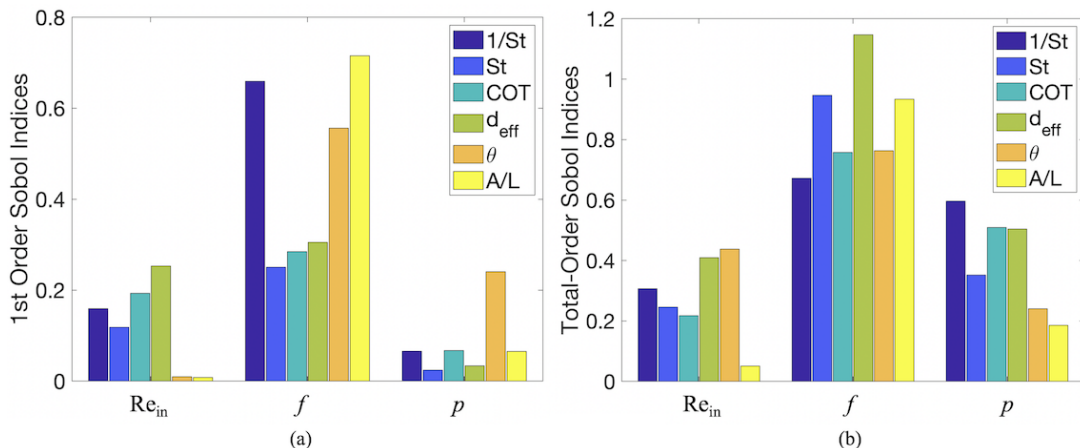 1st Order Sobol Indices
0.8
0.6
0.4
0.2
0
1/St
St
COT
d_eff
θ
A/L
Re_in
f
p
(a)
Total-Order Sobol Indices
1.2
1
0.8
0.6
0.4
0.2
0
1/St
St
COT
d_eff
θ
A/L
Re_in
f
p
(b)